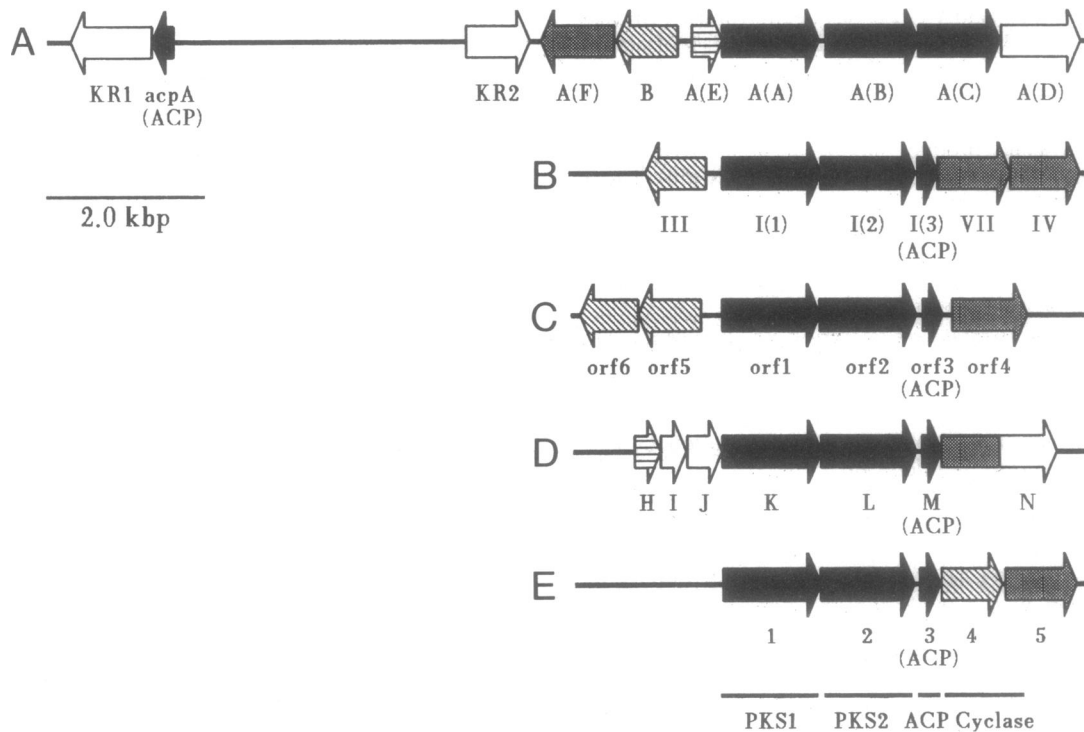 A
KR1 acpA KR2 A(F) B A(E) A(A) A(B) A(C) A(D)
(ACP)
2.0 kbp
B
III I(1) I(2) I(3) VII IV
(ACP)
C
orf6 orf5 orf1 orf2 orf3 orf4
(ACP)
D
H I J K L M N
(ACP)
E
1 2 3 4 5
(ACP)
PKS1 PKS2 ACP Cyclase